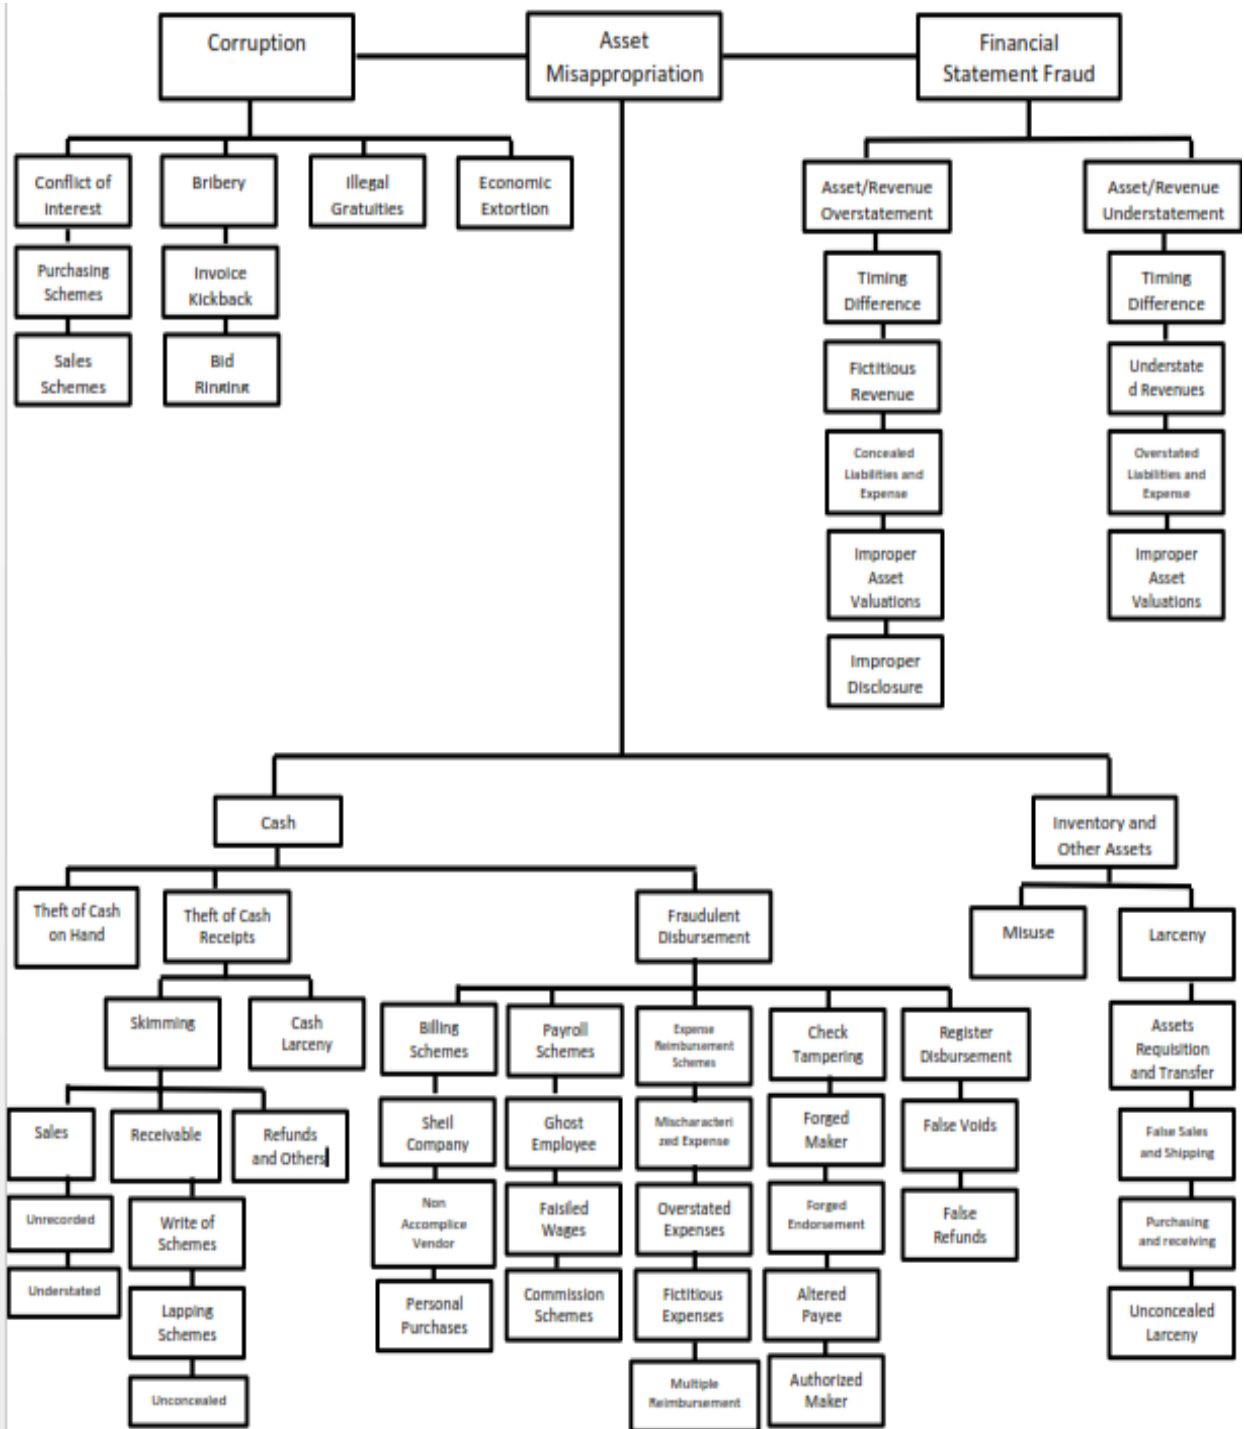 Corruption
Asset
Misappropriation
Financial
Statement Fraud
Conflict of
Interest
Bribery
Illegal
Gratuities
Economic
Extortion
Asset/Revenue
Overstatement
Asset/Revenue
Understatement
Purchasing
Schemes
Invoice
Kickback
Timing
Difference
Timing
Difference
Sales
Schemes
Bid
Ringing
Fictitious
Revenue
Understate
d Revenues
Concealed
Liabilities and
Expense
Overstated
Liabilities and
Expense
Improper
Asset
Valuations
Improper
Asset
Valuations
Improper
Disclosure
Cash
Inventory and
Other Assets
Theft of Cash
on Hand
Theft of Cash
Receipts
Fraudulent
Disbursement
Misuse
Larceny
Skimming
Cash
Larceny
Billing
Schemes
Payroll
Schemes
Expense
Reimbursement
Schemes
Check
Tampering
Register
Disbursement
Assets
Requisition
and Transfer
Sales
Receivable
Refunds
and Others
Shell
Company
Ghost
Employee
Mischaracteri
zed Expense
Forged
Maker
False Voids
False Sales
and Shipping
Unrecorded
Write of
Schemes
Non
Accomplice
Vendor
Faisiled
Wages
Overstated
Expenses
Forged
Endorsement
False
Refunds
Purchasing
and receiving
Understated
Lapping
Schemes
Personal
Purchases
Commission
Schemes
Fictitious
Expenses
Altered
Payee
Unconcealed
Larceny
Unconcealed
Multiple
Reimbursement
Authorized
Maker